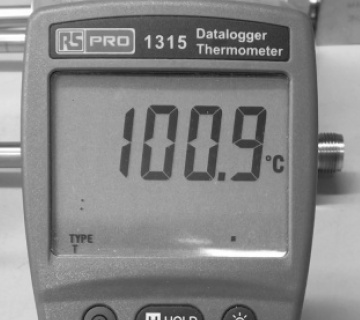 RS PRO 1315 Datalogger
Thermometer
100.9 °C
TYPE
T
H HOLD